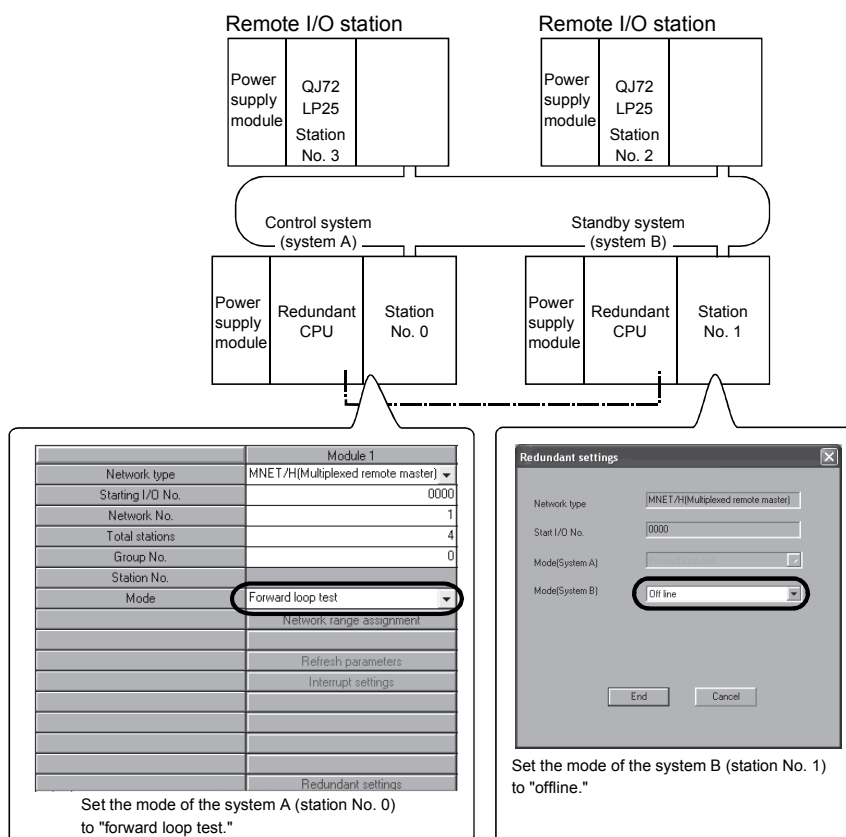 Remote I/O station
Remote I/O station
Power
supply
module
QJ72
LP25
Station
No. 3
Power
supply
module
QJ72
LP25
Station
No. 2
Control system
(system A)
Standby system
(system B)
Power
supply
module
Redundant
CPU
Station
No. 0
Power
supply
module
Redundant
CPU
Station
No. 1
Module 1
Network type MNET/H(Multiplexed remote master)
Starting I/O No. 0000
Network No. 1
Total stations 4
Group No. 0
Station No.
Mode Forward loop test
Network range assignment
Refresh parameters
Interrupt settings
Redundant settings
Set the mode of the system A (station No. 0)
to "forward loop test."
Redundant settings
Network type MNET/H(Multiplexed remote master)
Start I/O No. 0000
Mode(System A) Forward loop test
Mode(System B) Off line
End Cancel
Set the mode of the system B (station No. 1)
to "offline."